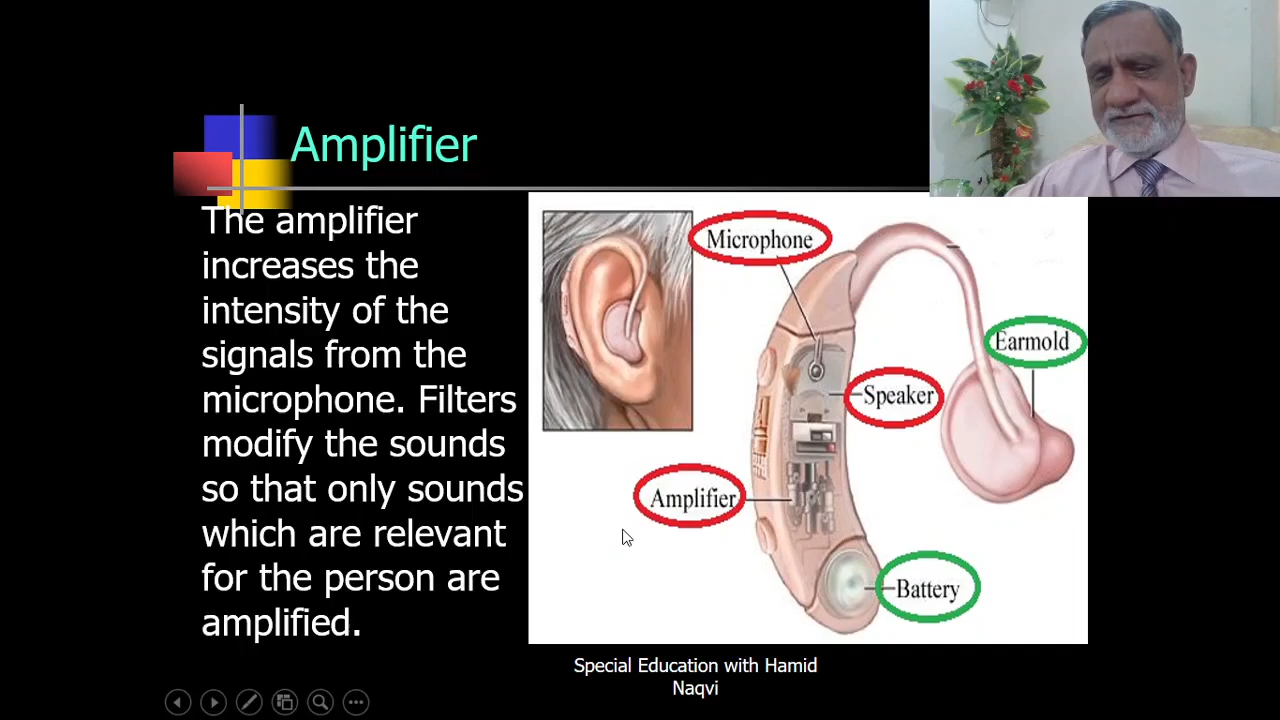 Amplifier
The amplifier
increases the
intensity of the
signals from the
microphone. Filters
modify the sounds
so that only sounds
which are relevant
for the person are
amplified.
Microphone
Earmold
Speaker
Amplifier
Battery
Special Education with Hamid
Naqvi